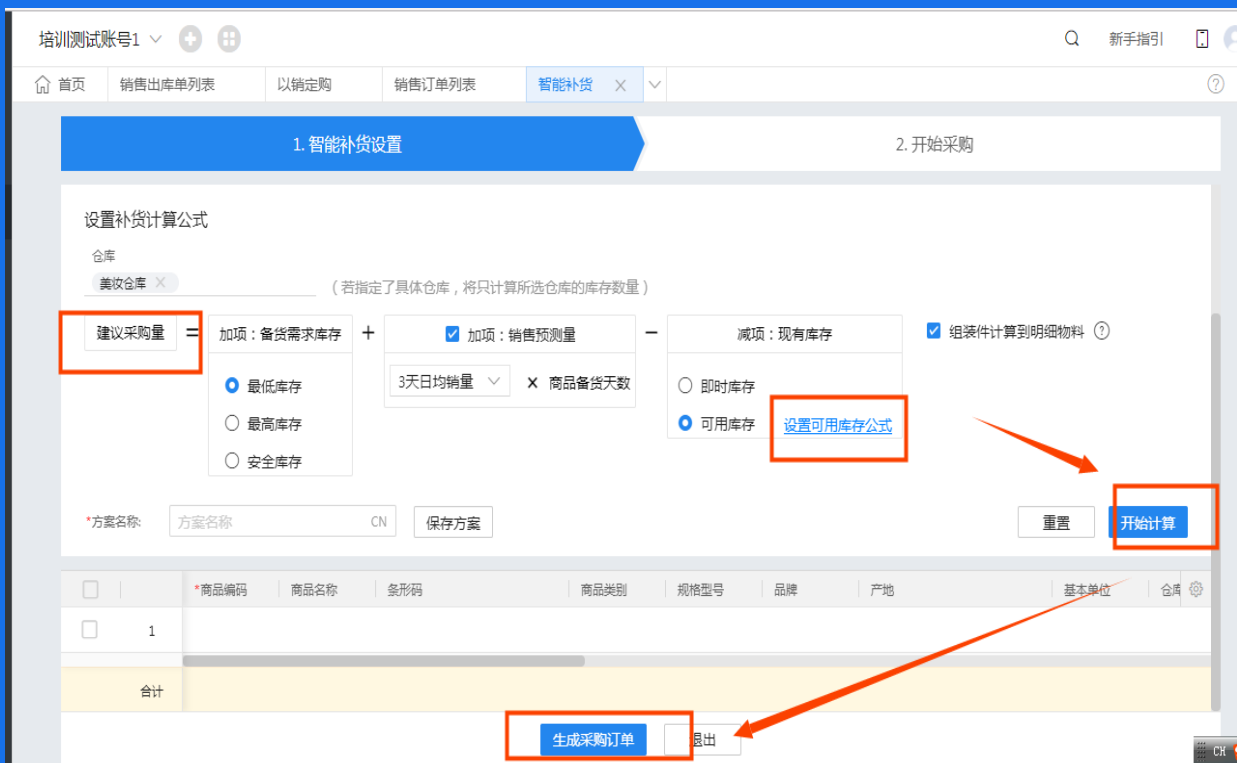 培训测试账号1
新手指引
首页 销售出库单列表 以销定购 销售订单列表 智能补货
1. 智能补货设置 2. 开始采购
设置补货计算公式
仓库
美妆仓库 (若指定了具体仓库，将只计算所选仓库的库存数量)
建议采购量 = 加项：备货需求库存 + 加项：销售预测量 - 减项：现有库存 组装件计算到明细物料 ?
最低库存 3天日均销量 X 商品备货天数 即时库存
最高库存 可用库存 设置可用库存公式
安全库存
*方案名称: 方案名称 CN 保存方案 重置 开始计算
*商品编码 商品名称 条形码 商品类别 规格型号 品牌 产地 基本单位 仓库
1
合计
生成采购订单 退出
CH